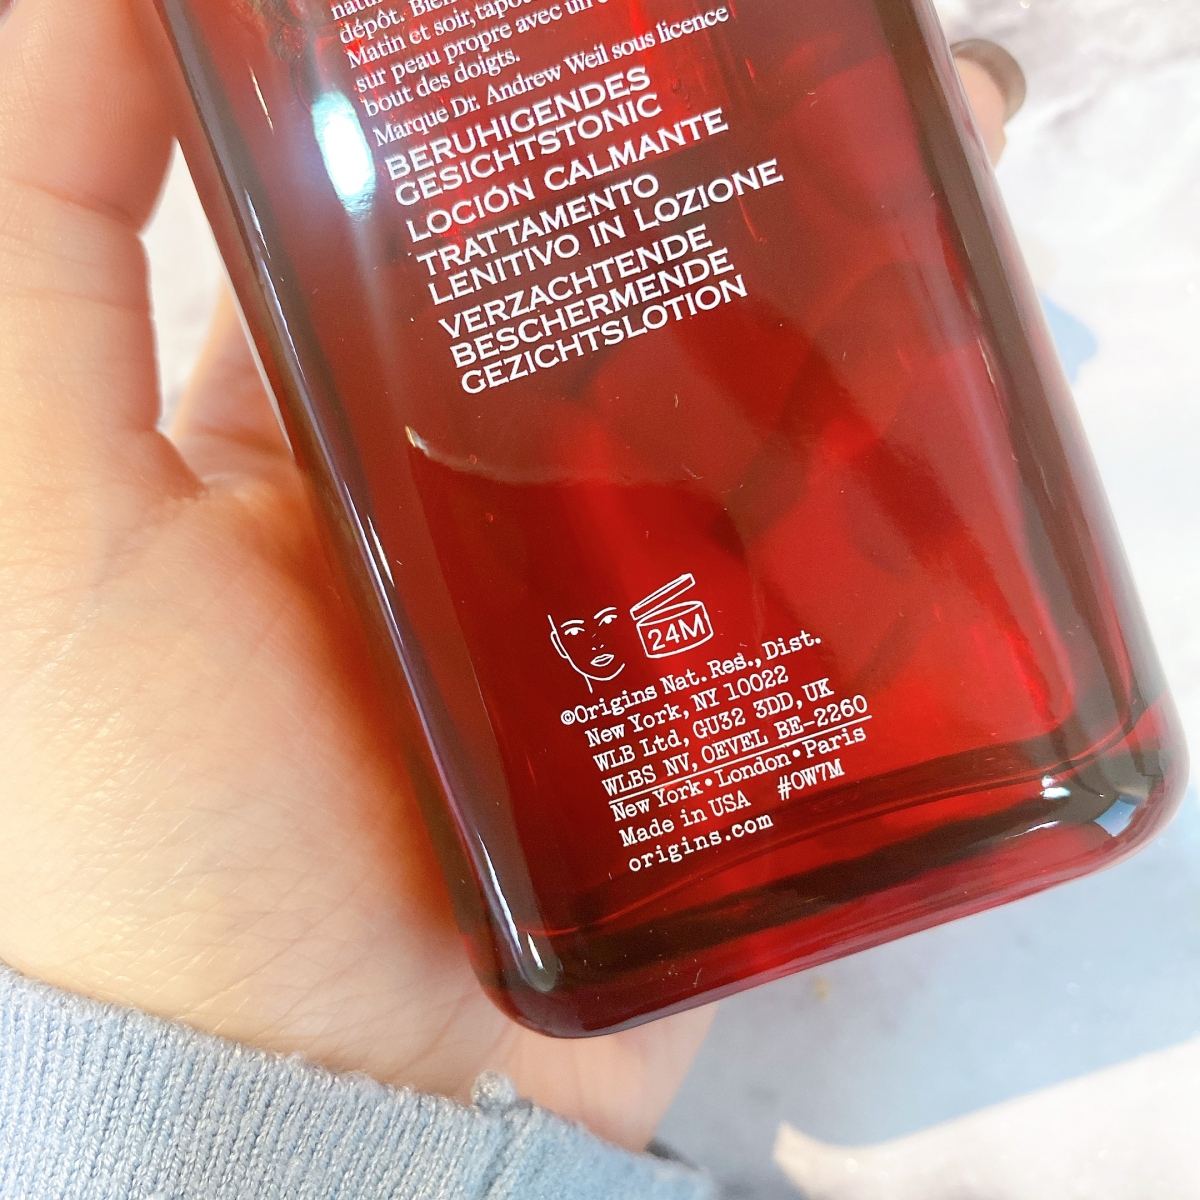 dépôt.
Matin et soir,
sur peau propre avec un
bout des doigts.
Marque Dr. Andrew Weil sous licence
BERUHIGENDES
GESICHTSTONIC
LOCIÓN CALMANTE
TRATTAMENTO
LENITIVO IN LOZIONE
VERZACHTENDE
BESCHERMENDE
GEZICHTSLOTION
24M
©Origins Nat. Res., Dist.
New York, NY 10022
WLB Ltd, GU32 3DD, UK
WLBS NV, OEVEL BE-2260
New York • London • Paris
Made in USA #OW7M
origins.com